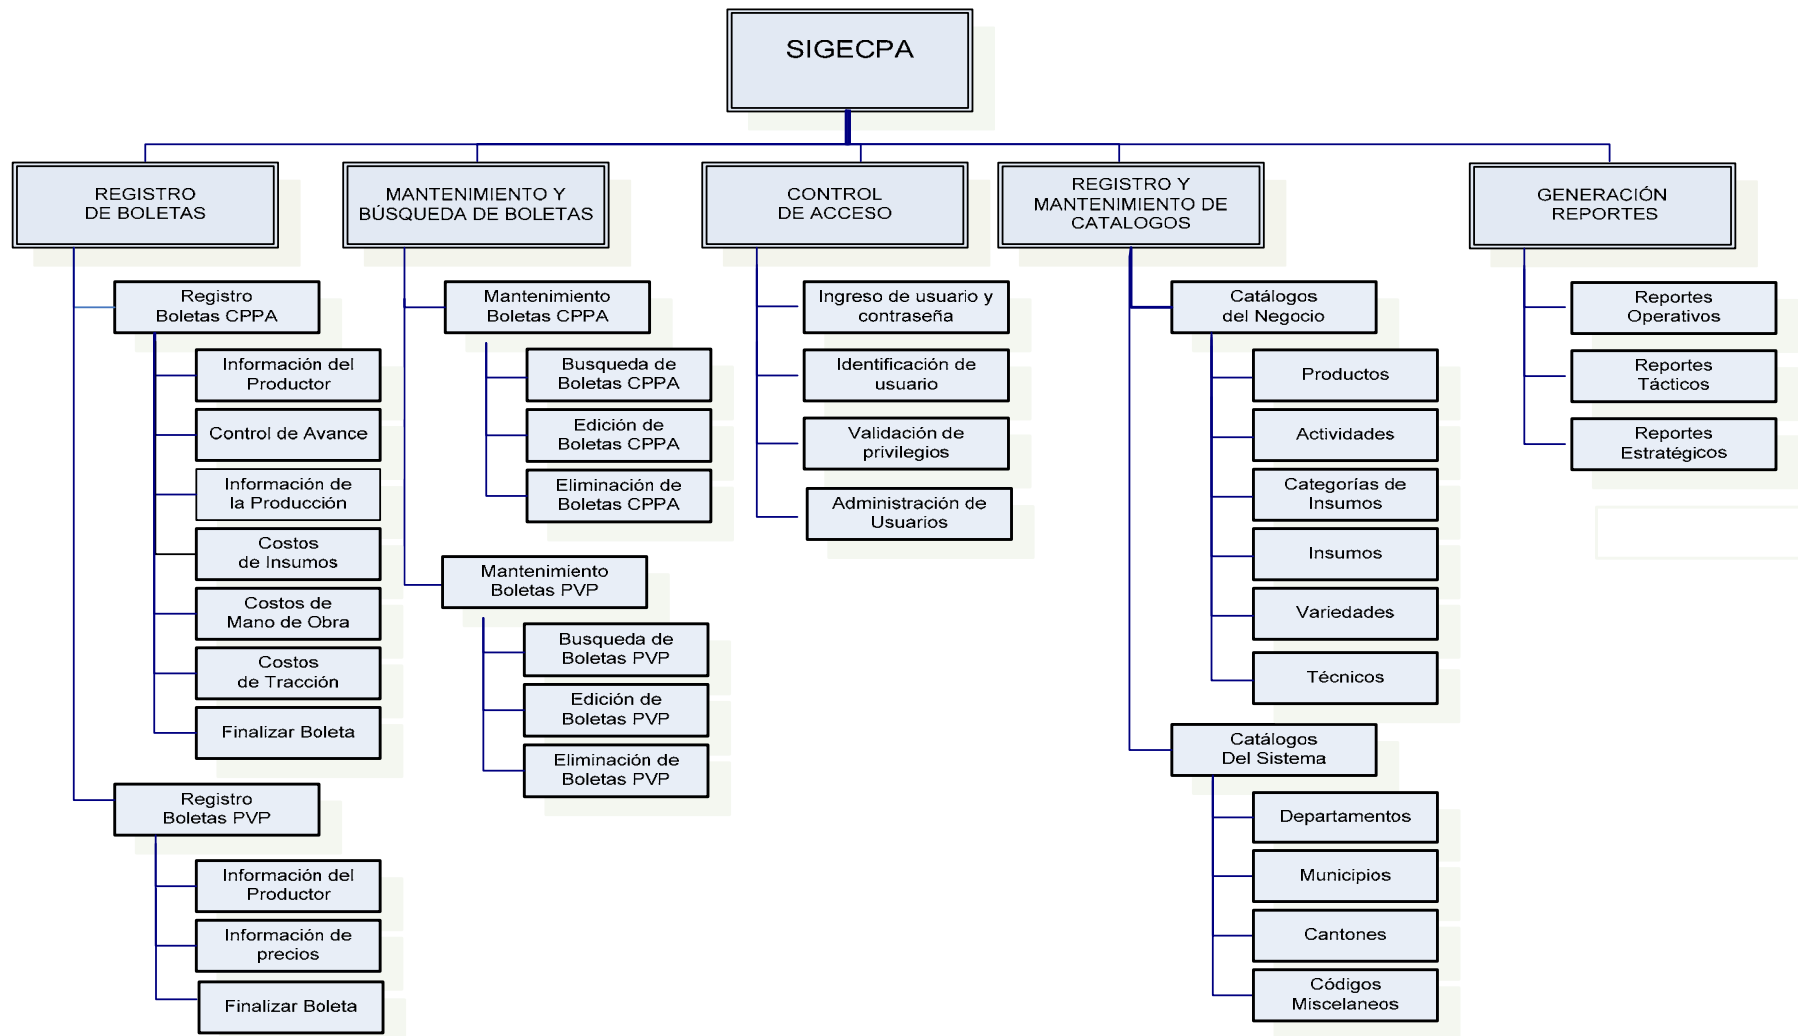 SIGECPA
REGISTRO
DE BOLETAS
Registro
Boletas CPPA
Información del
Productor
Control de Avance
Información de
la Producción
Costos
de Insumos
Costos de
Mano de Obra
Costos
de Tracción
Finalizar Boleta
Registro
Boletas PVP
Información del
Productor
Información de
precios
Finalizar Boleta
MANTENIMIENTO Y
BÚSQUEDA DE BOLETAS
Mantenimiento
Boletas CPPA
Busqueda de
Boletas CPPA
Edición de
Boletas CPPA
Eliminación de
Boletas CPPA
Mantenimiento
Boletas PVP
Busqueda de
Boletas PVP
Edición de
Boletas PVP
Eliminación de
Boletas PVP
CONTROL
DE ACCESO
Ingreso de usuario y
contraseña
Identificación de
usuario
Validación de
privilegios
Administración de
Usuarios
REGISTRO Y
MANTENIMIENTO DE
CATALOGOS
Catálogos
del Negocio
Productos
Actividades
Categorías de
Insumos
Insumos
Variedades
Técnicos
Catálogos
Del Sistema
Departamentos
Municipios
Cantones
Códigos
Miscelaneos
GENERACIÓN
REPORTES
Reportes
Operativos
Reportes
Tácticos
Reportes
Estratégicos